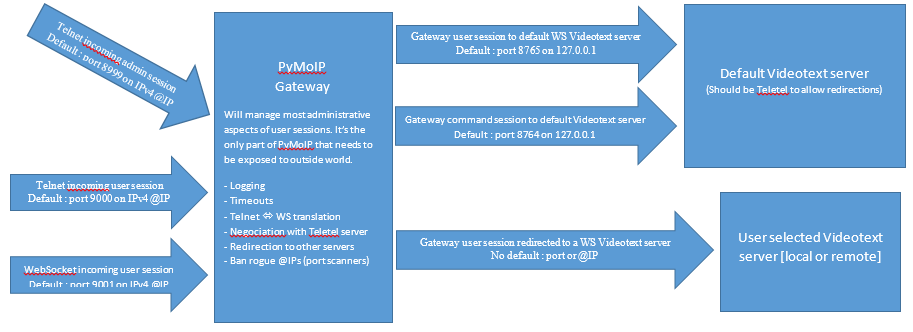 Telnet incoming admin session
Default : port 8999 on IPv4 @IP
Telnet incoming user session
Default : port 9000 on IPv4 @IP
WebSocket incoming user session
Default : port 9001 on IPv4 @IP
PyMoIP
Gateway
Will manage most administrative
aspects of user sessions. It's the
only part of PyMoIP that needs to
be exposed to outside world.
- Logging
- Timeouts
- Telnet ⇔ WS translation
- Negociation with Teletel server
- Redirection to other servers
- Ban rogue @IPs (port scanners)
Gateway user session to default WS Videotext server
Default : port 8765 on 127.0.0.1
Gateway command session to default Videotext server
Default : port 8764 on 127.0.0.1
Gateway user session redirected to a WS Videotext server
No default : port or @IP
Default Videotext server
(Should be Teletel to allow redirections)
User selected Videotext
server [local or remote]